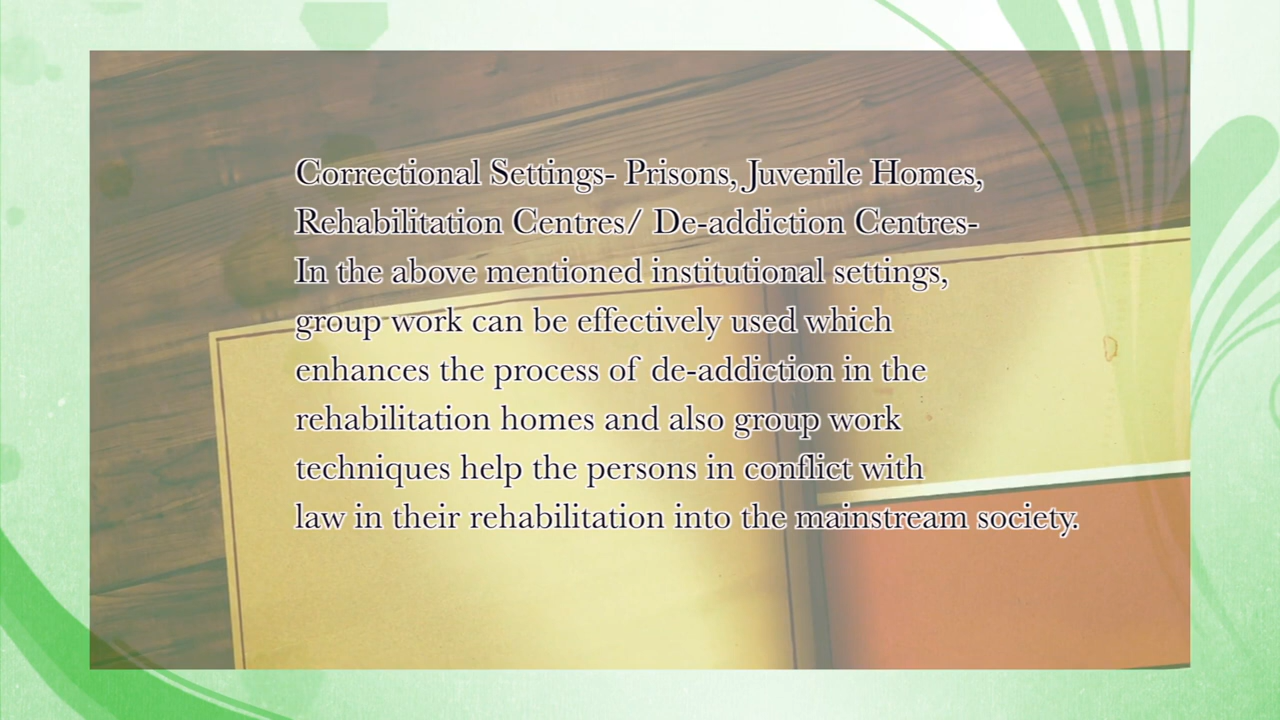 Correctional Settings- Prisons, Juvenile Homes,
Rehabilitation Centres/ De-addiction Centres-
In the above mentioned institutional settings,
group work can be effectively used which
enhances the process of de-addiction in the
rehabilitation homes and also group work
techniques help the persons in conflict with
law in their rehabilitation into the mainstream society.